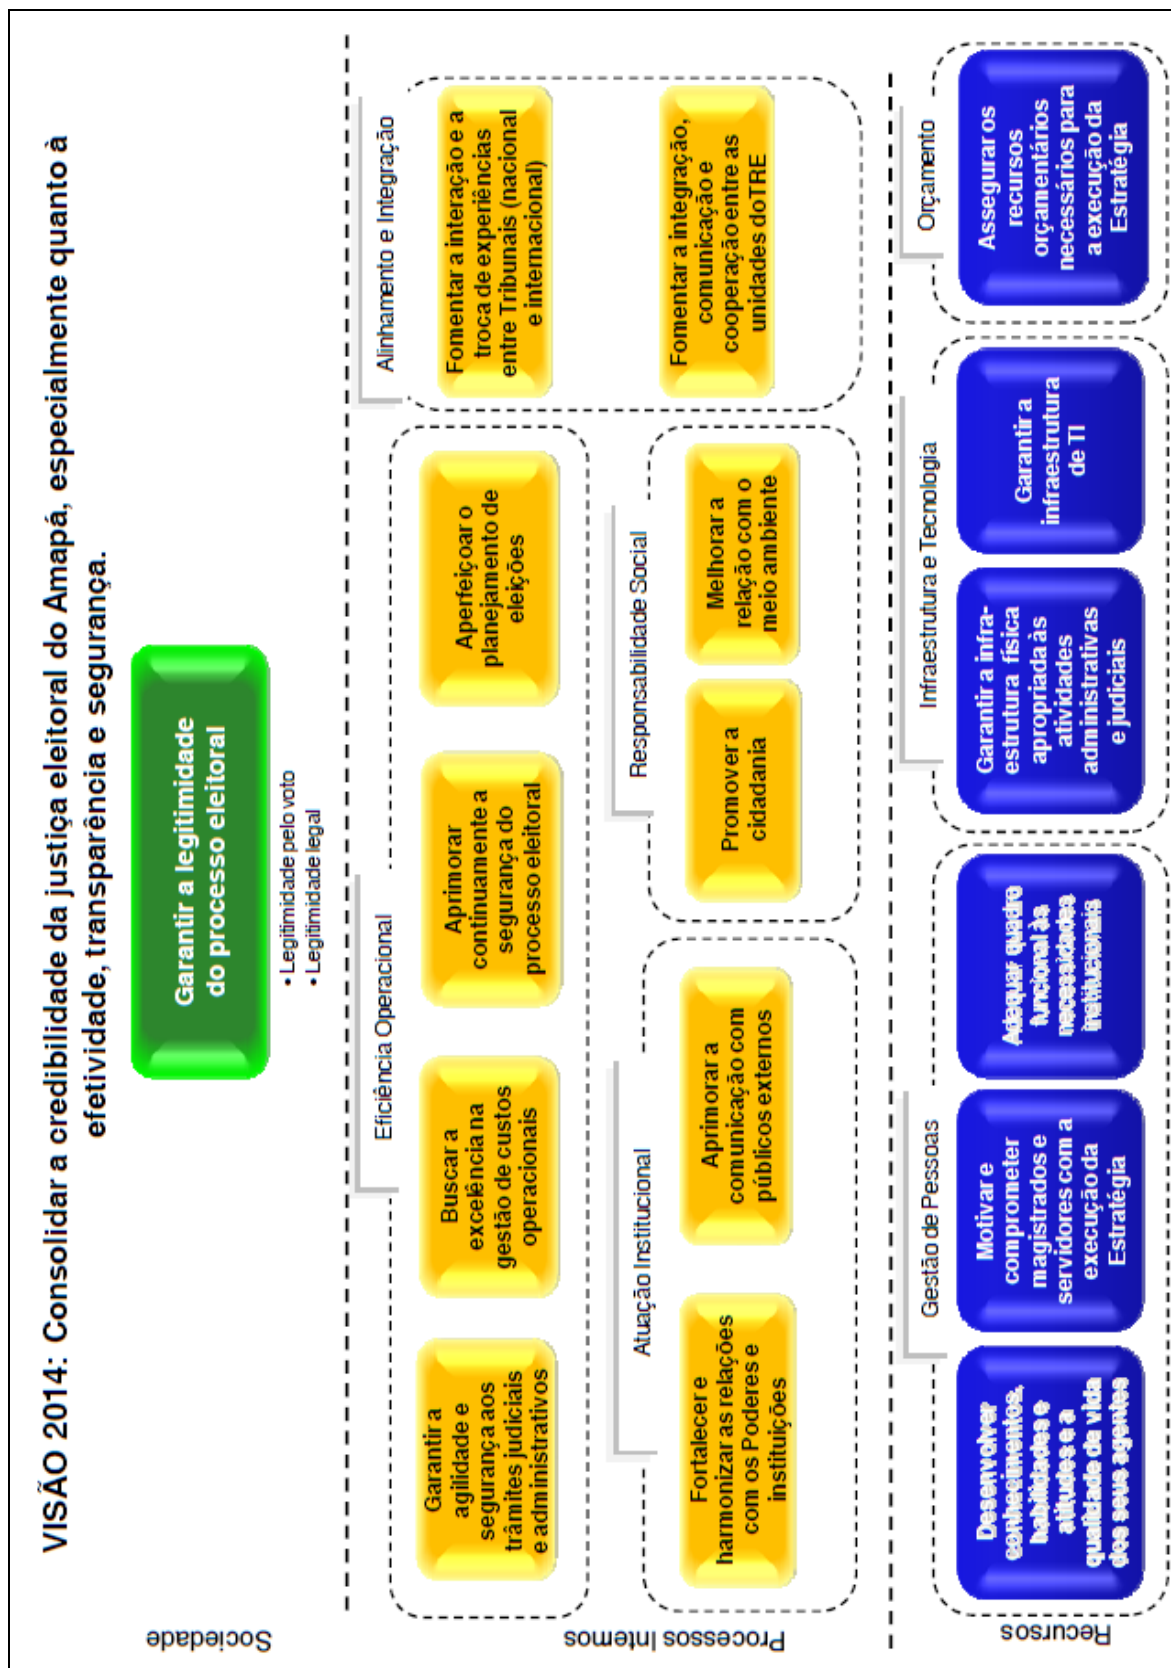 VISÃO 2014: Consolidar a credibilidade da justiça eleitoral do Amapá, especialmente quanto à
efetividade, transparência e segurança.
Sociedade
Garantir a legitimidade
do processo eleitoral
• Legitimidade pelo voto
• Legitimidade legal
Processos Internos
Eficiência Operacional
Garantir a
agilidade e
segurança aos
trâmites judiciais
e administrativos
Buscar a
excelência na
gestão de custos
operacionais
Aprimorar
continuamente a
segurança do
processo eleitoral
Aperfeiçoar o
planejamento de
eleições
Alinhamento e Integração
Fomentar a interação e a
troca de experiências
entre Tribunais (nacional
e internacional)
Fomentar a integração,
comunicação e
cooperação entre as
unidades do TRE
Atuação Institucional
Fortalecer e
harmonizar as relações
com os Poderes e
instituições
Aprimorar a
comunicação com
públicos externos
Responsabilidade Social
Promover a
cidadania
Melhorar a
relação com o
meio ambiente
Recursos
Gestão de Pessoas
Desenvolver
conhecimentos,
habilidades e
atitudes e a
qualidade de vida
dos seus agentes
Motivar e
comprometer
magistrados e
servidores com a
execução da
Estratégia
Adequar quadro
funcional às
necessidades
institucionais
Infraestrutura e Tecnologia
Garantir a infra-
estrutura física
apropriada às
atividades
administrativas
e judiciais
Garantir a
infraestrutura
de TI
Orçamento
Assegurar os
recursos
orçamentários
necessários para
a execução da
Estratégia